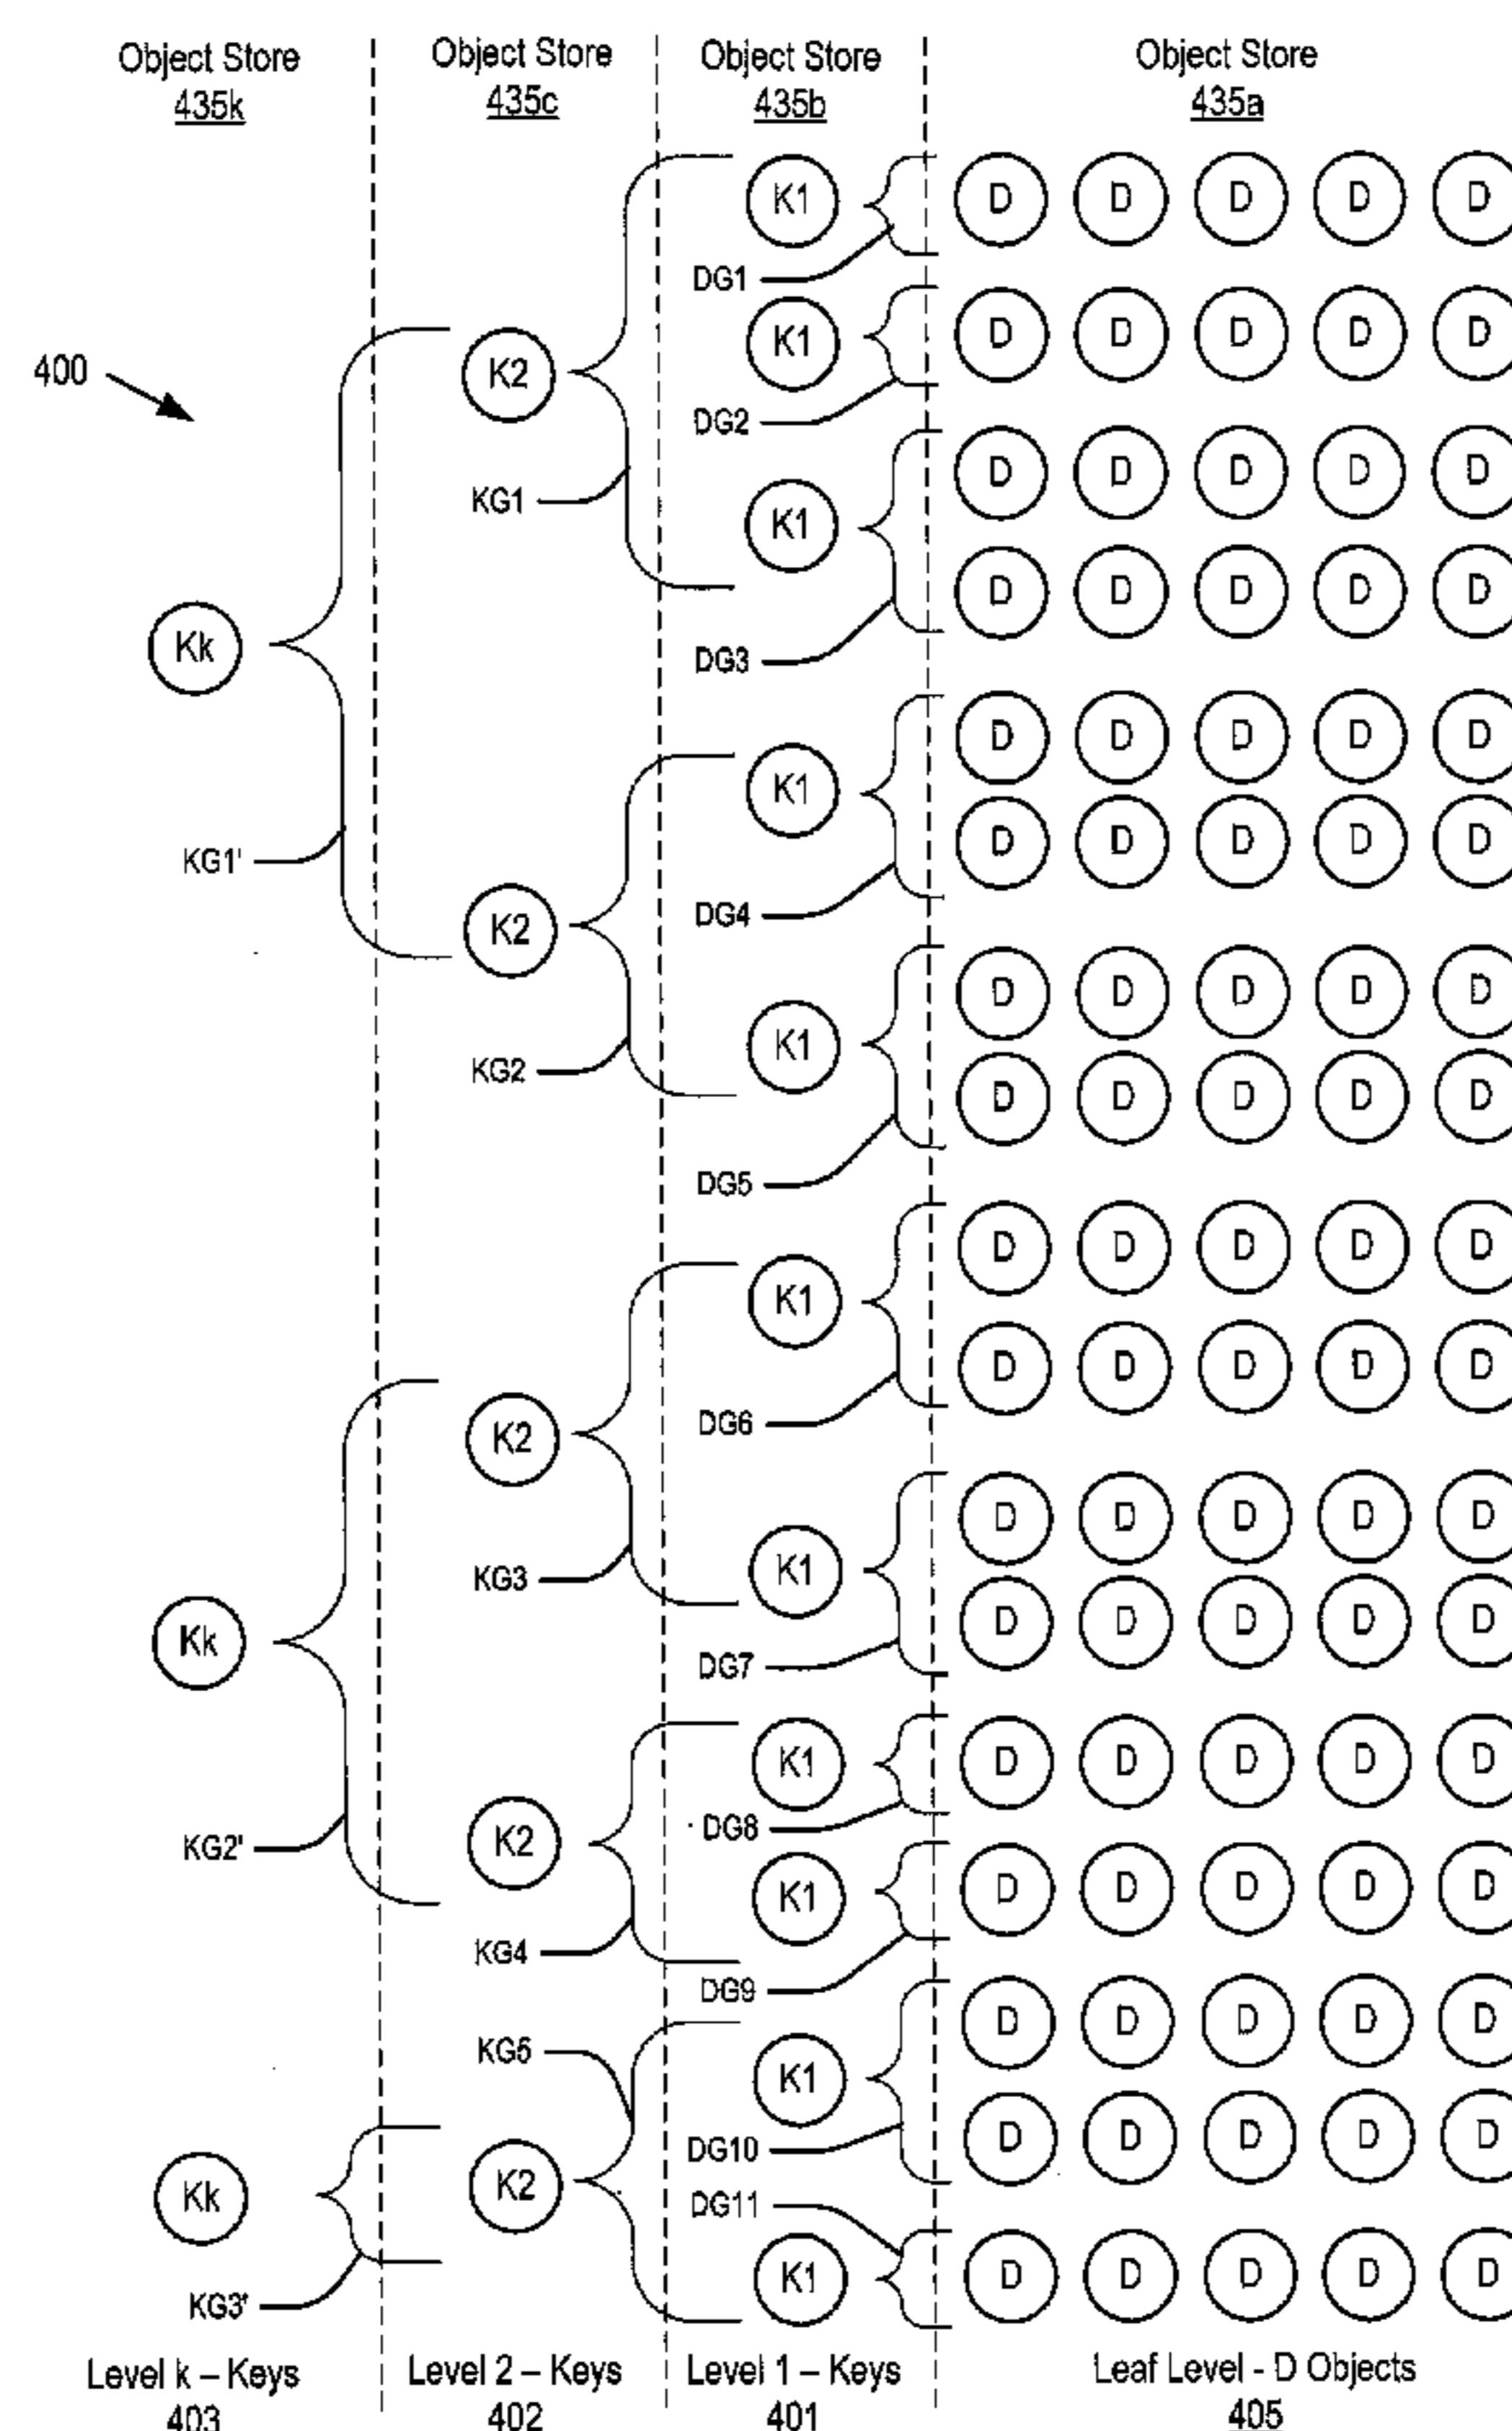 Object Store Object Store Object Store Object Store
435k 435c 435b 435a
K1 D D D D D
DG1
K1 D D D D D
400 K2
DG2
K1 D D D D D
KG1
D D D D D
Kk DG3
K1 D D D D D
KG1' D D D D D
K2 DG4
K1 D D D D D
KG2 D D D D D
DG5
K1 D D D D D
K2 D D D D D
DG6
K1 D D D D D
KG3 D D D D D
Kk DG7
K1 D D D D D
KG2' K2 DG8
K1 D D D D D
KG4
DG9
K1 D D D D D
KG5
DG10 D D D D D
Kk K2 DG11
K1 D D D D D
KG3'
Level k – Keys Level 2 – Keys Level 1 – Keys Leaf Level - D Objects
403 402 401 405